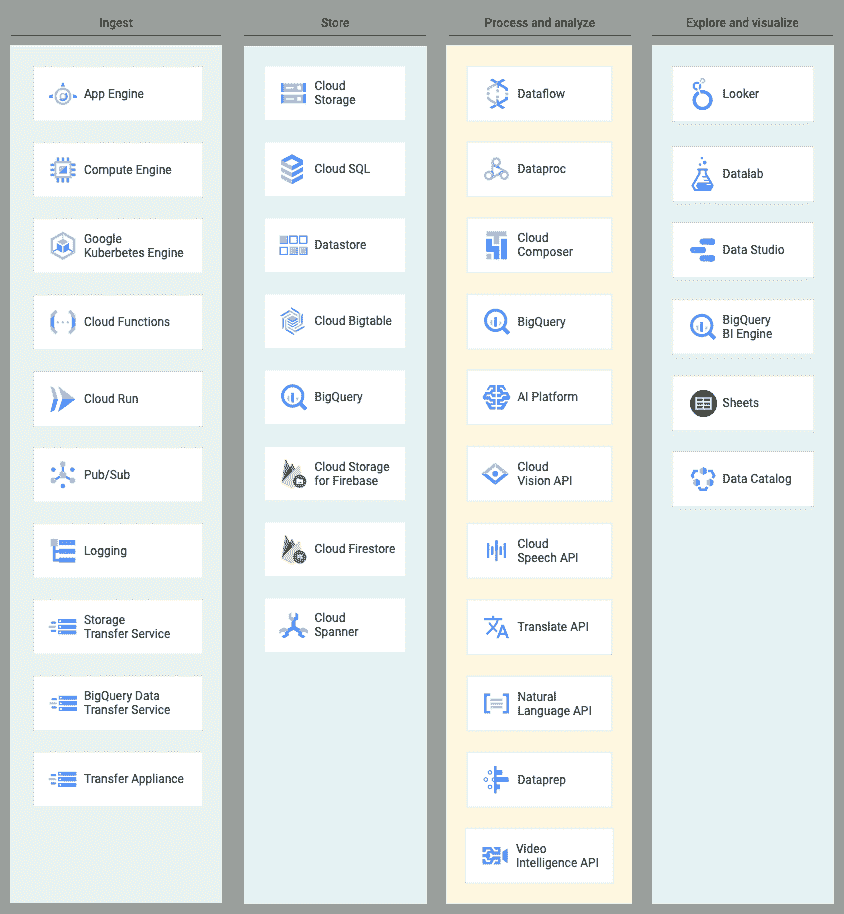 Ingest
App Engine
Compute Engine
Google
Kuberbetes Engine
Cloud Functions
Cloud Run
Pub/Sub
Logging
Storage
Transfer Service
BigQuery Data
Transfer Service
Transfer Appliance
Store
Cloud
Storage
Cloud SQL
Datastore
Cloud Bigtable
BigQuery
Cloud Storage
for Firebase
Cloud Firestore
Cloud
Spanner
Process and analyze
Dataflow
Dataproc
Cloud
Composer
BigQuery
AI Platform
Cloud
Vision API
Cloud
Speech API
Translate API
Natural
Language API
Dataprep
Video
Intelligence API
Explore and visualize
Looker
Datalab
Data Studio
BigQuery
BI Engine
Sheets
Data Catalog